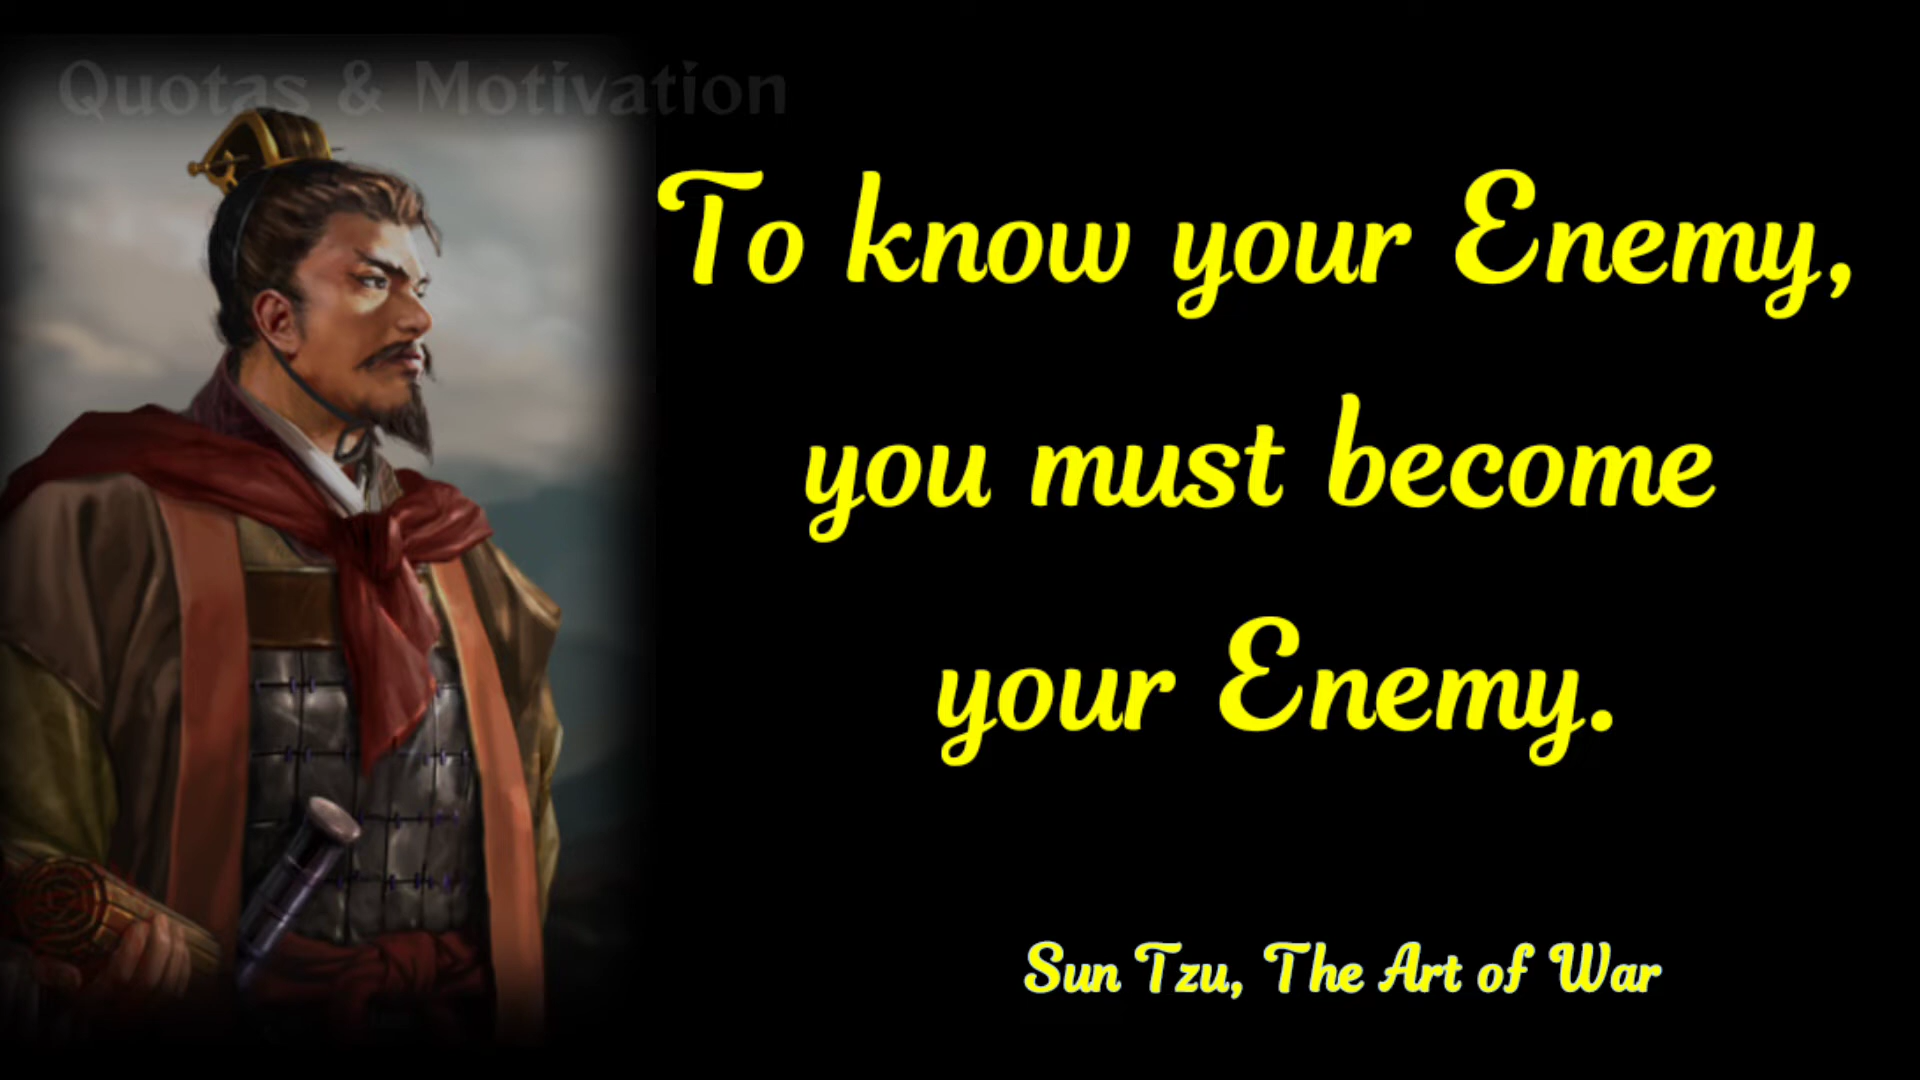 Quotas & Motivation
To know your Enemy,
you must become
your Enemy.
Sun Tzu, The Art of War